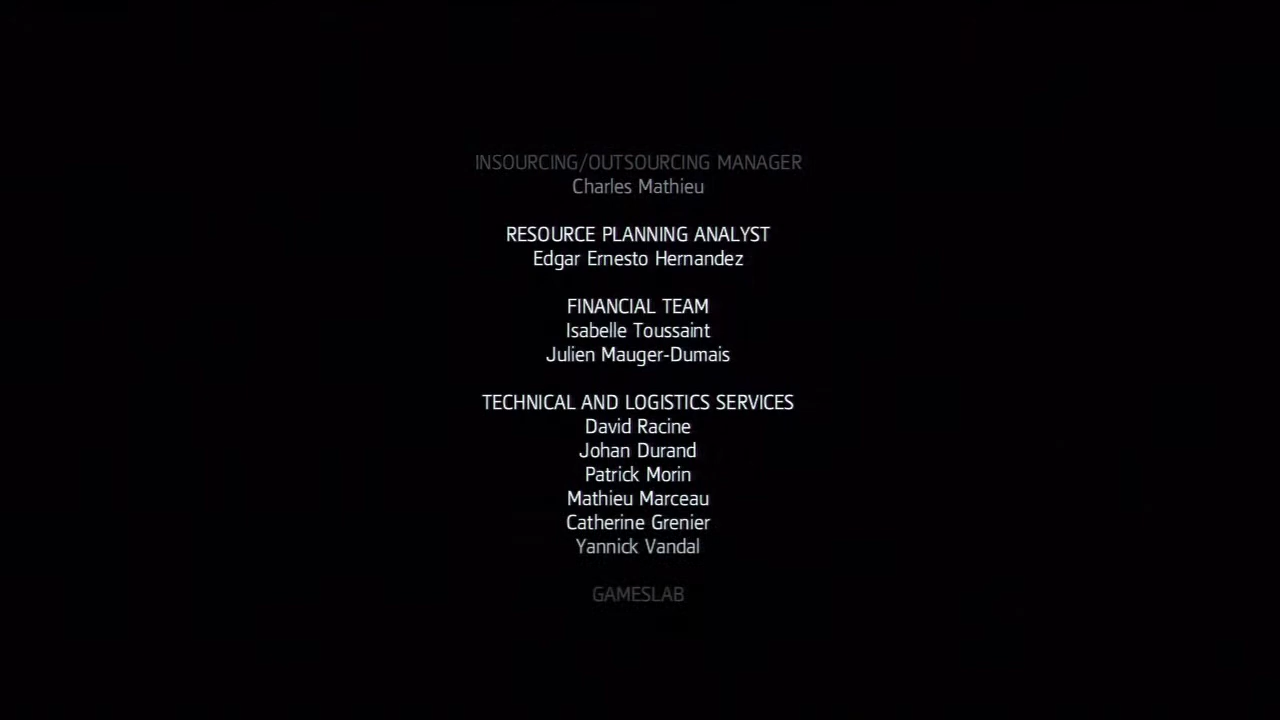 INSOURCING/OUTSOURCING MANAGER
Charles Mathieu
RESOURCE PLANNING ANALYST
Edgar Ernesto Hernandez
FINANCIAL TEAM
Isabelle Toussaint
Julien Mauger-Dumais
TECHNICAL AND LOGISTICS SERVICES
David Racine
Johan Durand
Patrick Morin
Mathieu Marceau
Catherine Grenier
Yannick Vandal
GAMESLAB